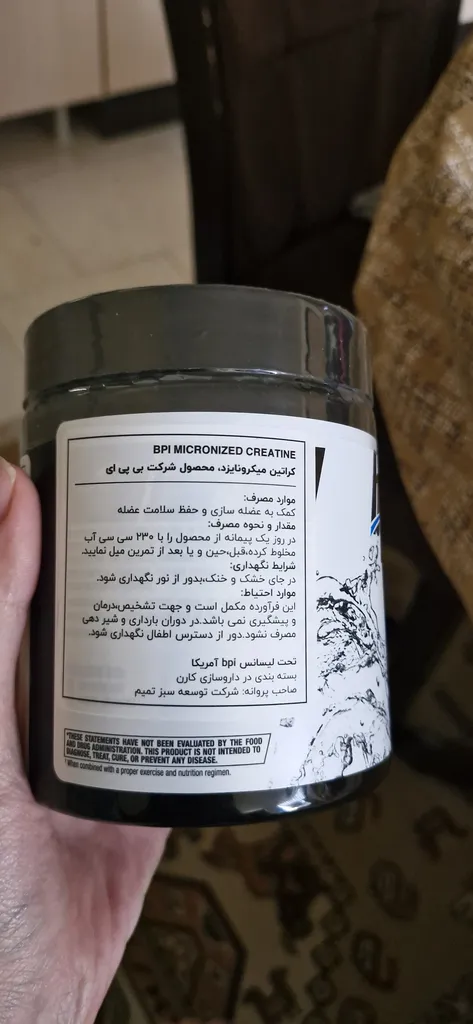 BPI MICRONIZED CREATINE
کراتین میکرونایزد، محصول شرکت بی پی ای
موارد مصرف:
کمک به عضله سازی و حفظ سلامت عضله
مقدار و نحوه مصرف:
در روز یک پیمانه از محصول را با ۲۳۰ سی سی آب
مخلوط کرده،قبل،حین و یا بعد از تمرین میل نمایید.
شرایط نگهداری:
در جای خشک و خنک،بدور از نور نگهداری شود.
موارد احتیاط:
این فرآورده مکمل است و جهت تشخیص،درمان
و پیشگیری نمی باشد.در دوران بارداری و شیر دهی
مصرف نشود.دور از دسترس اطفال نگهداری شود.
تحت لیسانس bpi آمریکا
بسته بندی در داروسازی کارن
صاحب پروانه: شرکت توسعه سبز تمیم
*THESE STATEMENTS HAVE NOT BEEN EVALUATED BY THE FOOD
AND DRUG ADMINISTRATION. THIS PRODUCT IS NOT INTENDED TO
DIAGNOSE, TREAT, CURE, OR PREVENT ANY DISEASE.
† When combined with a proper exercise and nutrition regimen.